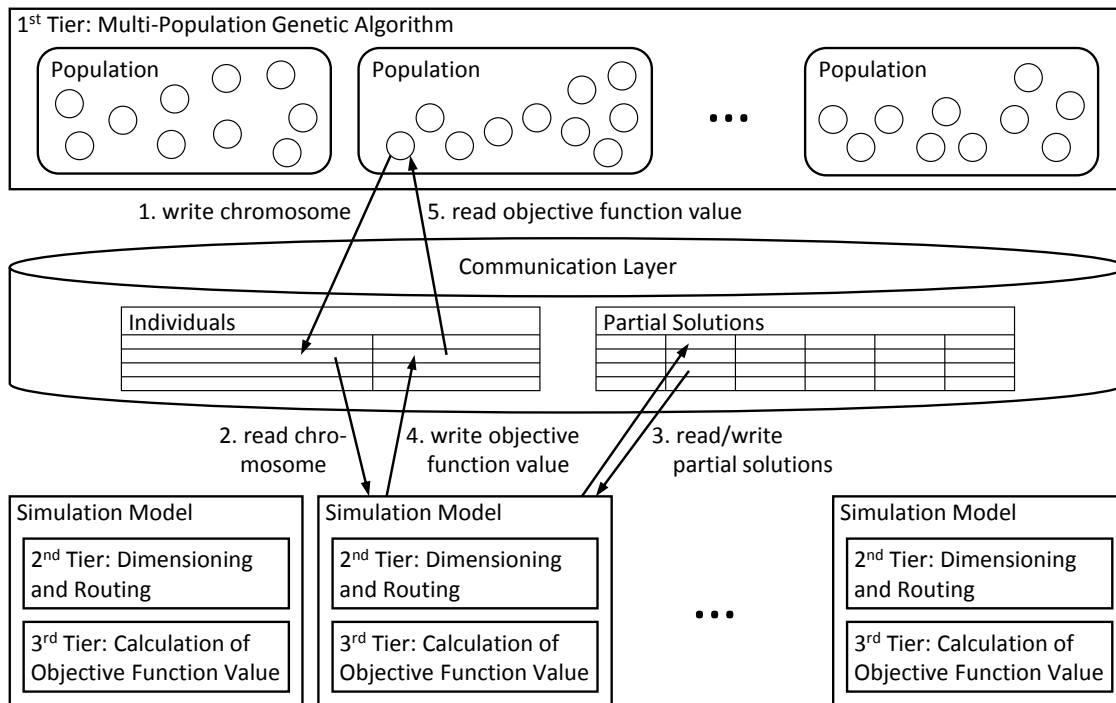 1st Tier: Multi-Population Genetic Algorithm
Population
Population
Population
...
1. write chromosome
5. read objective function value
Communication Layer
Individuals
Partial Solutions
2. read chro-
mosome
4. write objective
function value
3. read/write
partial solutions
Simulation Model
2nd Tier: Dimensioning
and Routing
3rd Tier: Calculation of
Objective Function Value
Simulation Model
2nd Tier: Dimensioning
and Routing
3rd Tier: Calculation of
Objective Function Value
...
Simulation Model
2nd Tier: Dimensioning
and Routing
3rd Tier: Calculation of
Objective Function Value